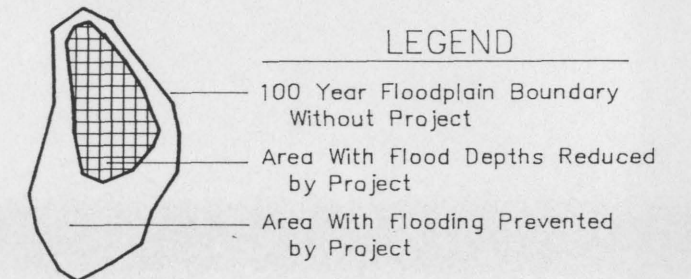 LEGEND
100 Year Floodplain Boundary
Without Project
Area With Flood Depths Reduced
by Project
Area With Flooding Prevented
by Project